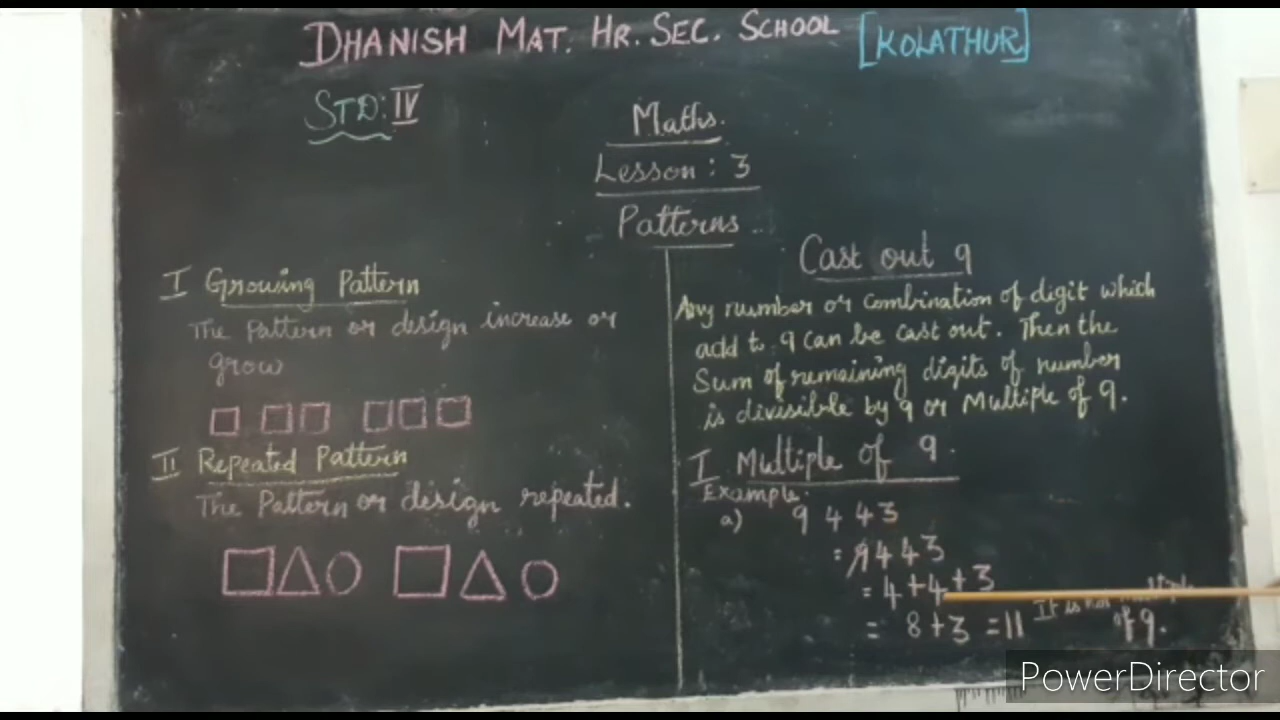 DHANISH MAT. HR. SEC. SCHOOL [KOLATHUR]
STD: IV
Maths.
Lesson : 3
Patterns
I Growing Pattern
The Pattern or design increase or
grow
II Repeated Pattern
The Pattern or design repeated.
Cast out 9
Any number or combination of digit which
add to 9 can be cast out. Then the
Sum of remaining digits of number
is divisible by 9 or Multiple of 9.
I Multiple of 9.
Example:
a) 9 4 4 3
= 9 4 4 3
= 4 + 4 + 3
= 8 + 3 = 11 It is not
of 9.
PowerDirector